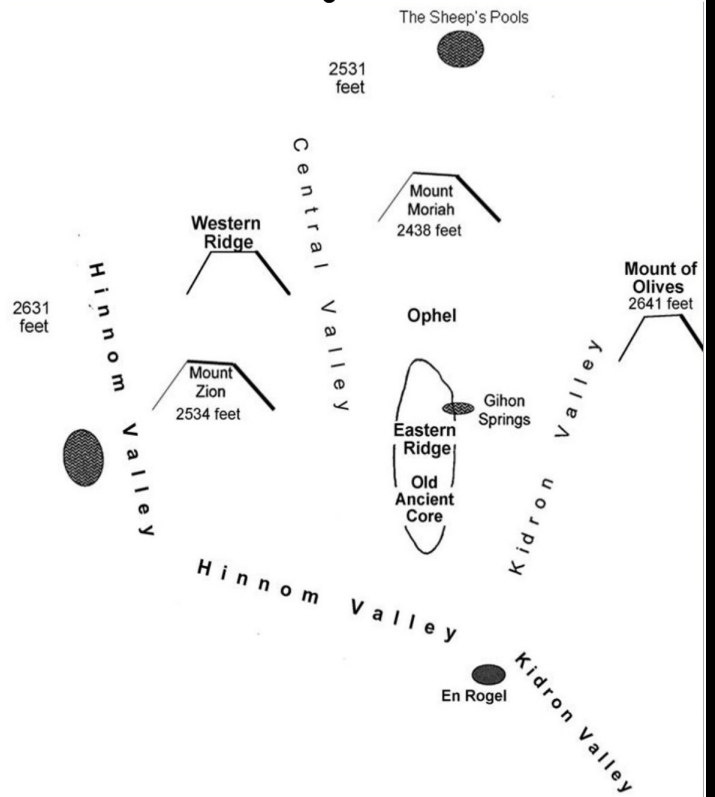 The Sheep's Pools
2531
feet
Central Valley
Mount
Moriah
2438 feet
Western
Ridge
Hinnom Valley
2631
feet
Mount of
Olives
2641 feet
Ophel
Mount
Zion
2534 feet
Gihon
Springs
Eastern
Ridge
Old
Ancient
Core
Kidron Valley
Hinnom Valley
En Rogel
Kidron Valley